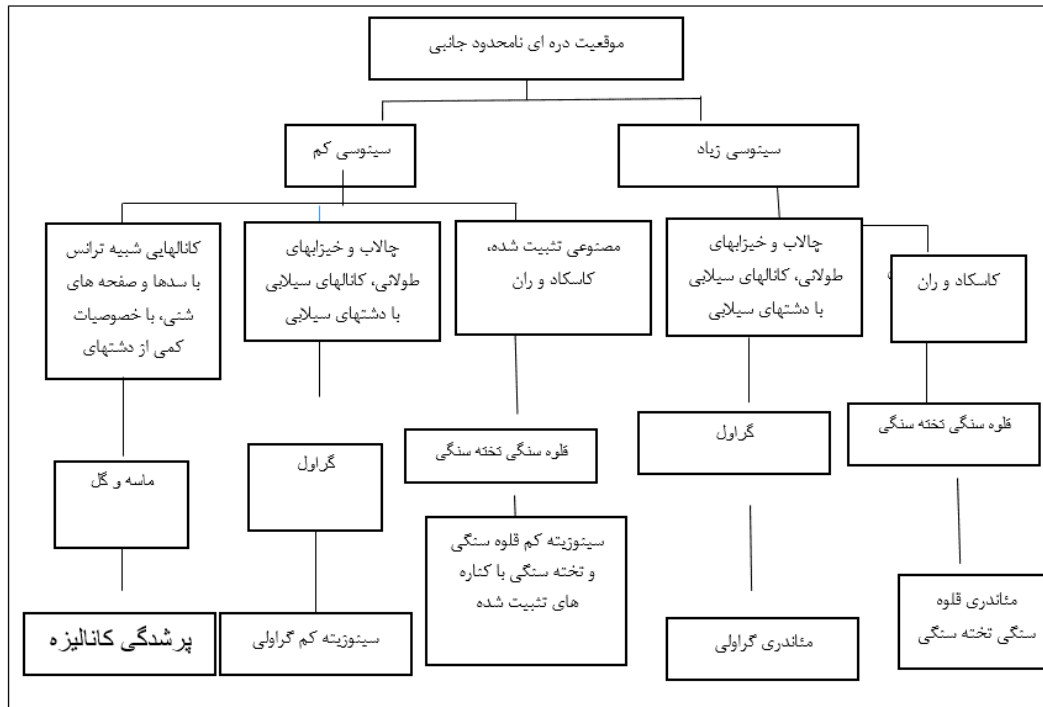 موقعیت دره ای نامحدود جانبی
سینوسی زیاد
سینوسی کم
کاسکاد و ران
چالاب و خیزابهای
طولائی، کانالهای سیلابی
با دشتهای سیلابی
مصنوعی تثبیت شده،
کاسکاد و ران
چالاب و خیزابهای
طولائی، کانالهای سیلابی
با دشتهای سیلابی
کانالهایی شبیه ترانس
با سدها و صفحه های
شنی، با خصوصیات
کمی از دشتهای
قلوه سنگی تخته سنگی
گراول
قلوه سنگی تخته سنگی
گراول
ماسه و گل
مئاندری قلوه
سنگی تخته سنگی
مئاندری گراولی
سینوزیته کم قلوه سنگی
و تخته سنگی با کناره
های تثبیت شده
سینوزیته کم گراولی
پرشدگی کانالیزه